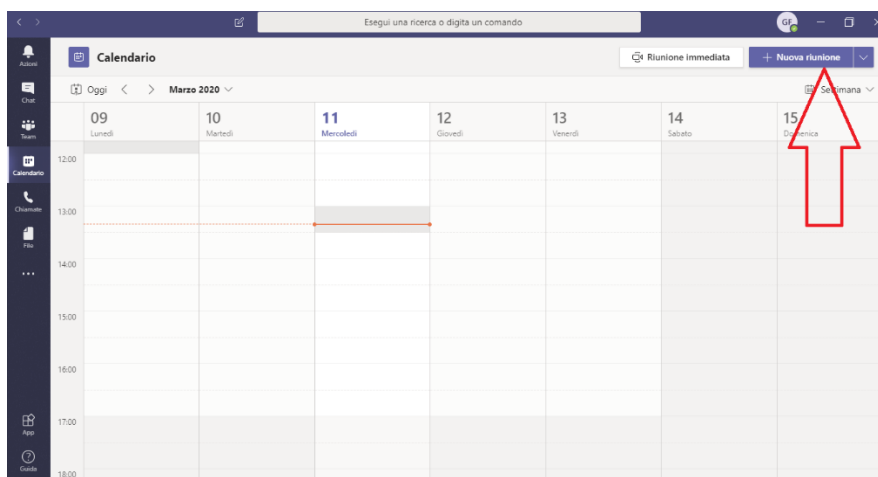 Esegui una ricerca o digita un comando
GF
Attività
Calendario
Riunione immediata
+ Nuova riunione
Chat
Oggi
Marzo 2020
Settimana
Team
09
Lunedì
10
Martedì
11
Mercoledì
12
Giovedì
13
Venerdì
14
Sabato
15
Domenica
Calendario
12:00
Chiamate
13:00
File
14:00
15:00
16:00
App
17:00
Guida
18:00